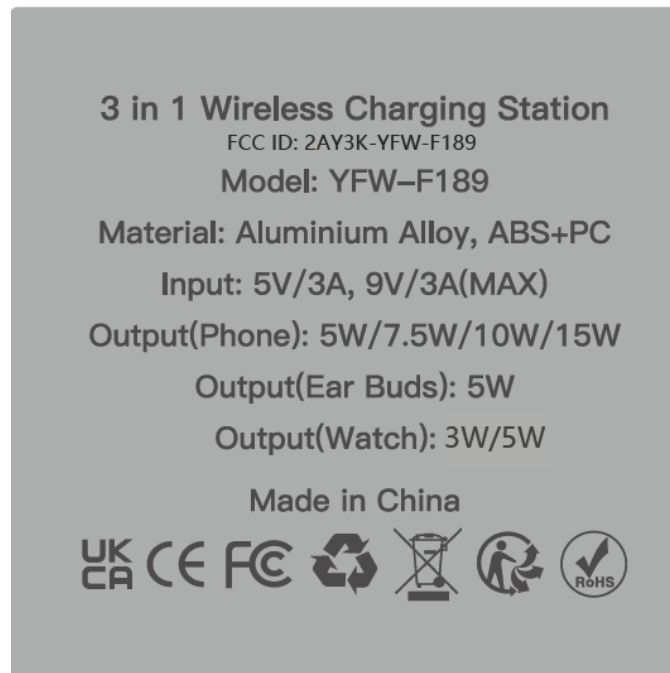 3 in 1 Wireless Charging Station
FCC ID: 2AY3K-YFW-F189
Model: YFW–F189
Material: Aluminium Alloy, ABS+PC
Input: 5V/3A, 9V/3A(MAX)
Output(Phone): 5W/7.5W/10W/15W
Output(Ear Buds): 5W
Output(Watch): 3W/5W
Made in China
UK CA CE FC RoHS